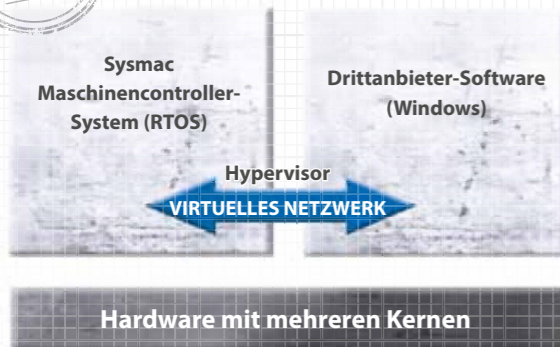 Sysmac
Maschinencontroller-
System (RTOS)
Drittanbieter-Software
(Windows)
Hypervisor
VIRTUELLES NETZWERK
Hardware mit mehreren Kernen